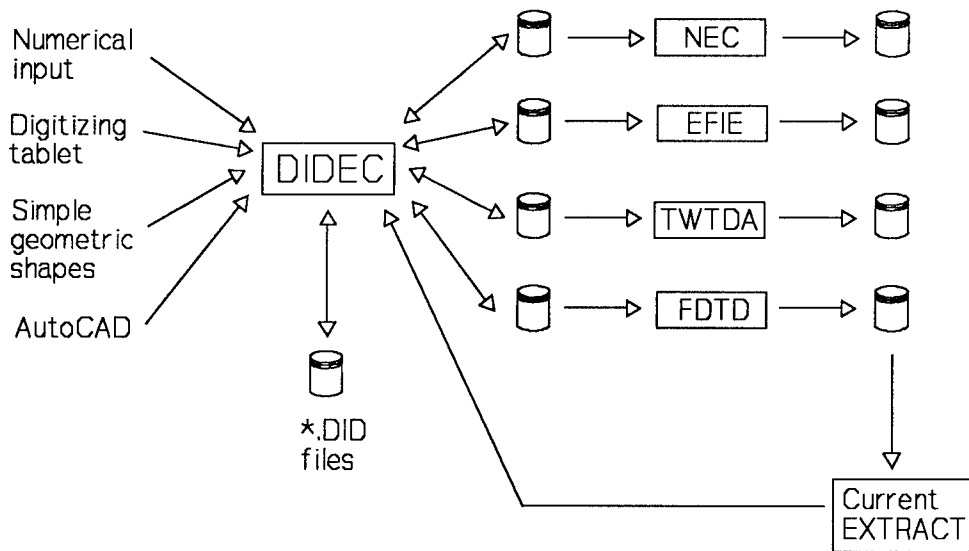 Numerical
input
Digitizing
tablet
Simple
geometric
shapes
AutoCAD
DIDEC
*.DID
files
NEC
EFIE
TWTDA
FDTD
Current
EXTRACT